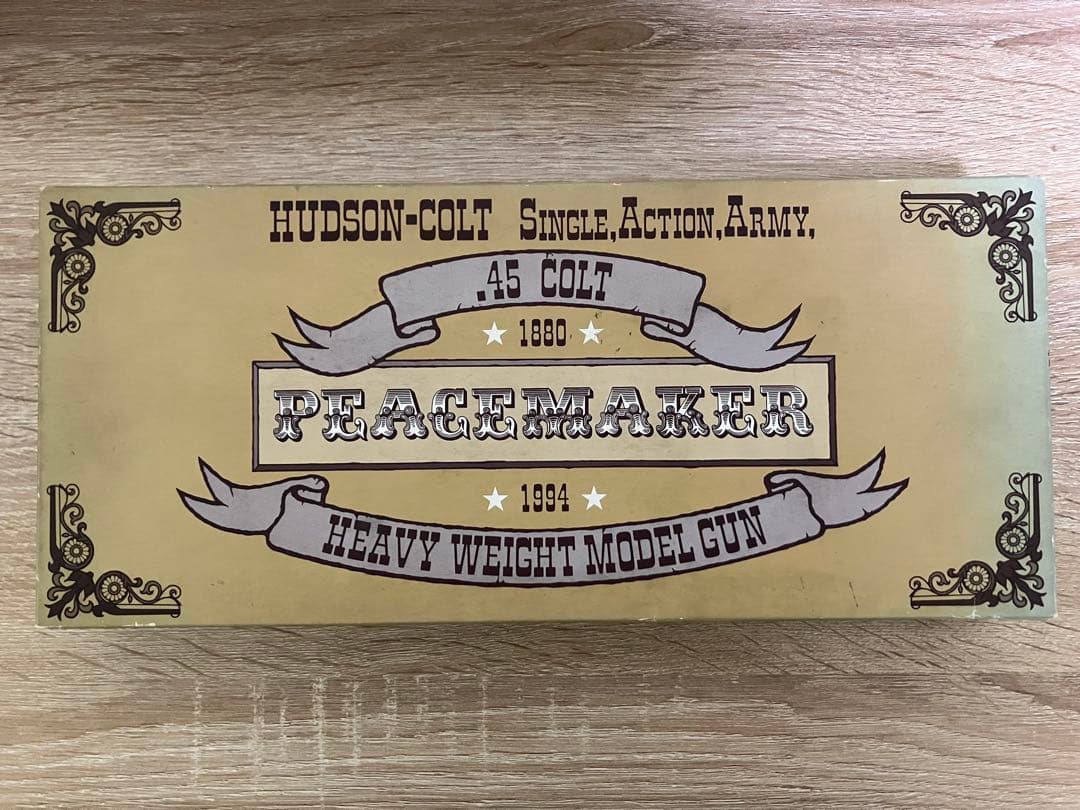 HUDSON-COLT SINGLE,ACTION,ARMY,
.45 COLT
1880
PEACEMAKER
1994
HEAVY WEIGHT MODEL GUN